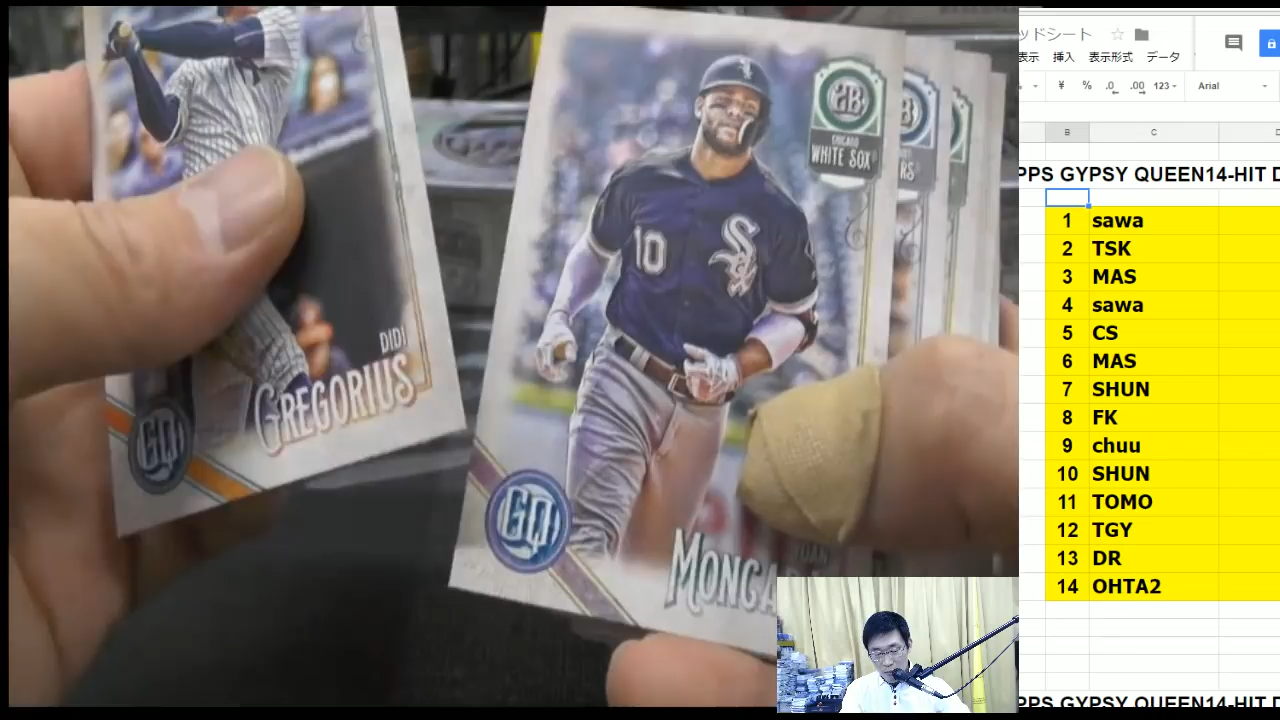 DIDI
GREGORIUS
GQ
10
CHICAGO
WHITE SOX
2B
RS
GQ
MONCA
ッドシート
表示 挿入 表示形式 データ
% ¥ % .0 .00 123 Arial
B C
PPS GYPSY QUEEN14-HIT D
1 sawa
2 TSK
3 MAS
4 sawa
5 CS
6 MAS
7 SHUN
8 FK
9 chuu
10 SHUN
11 TOMO
12 TGY
13 DR
14 OHTA2
PPS GYPSY QUEEN14-HIT D